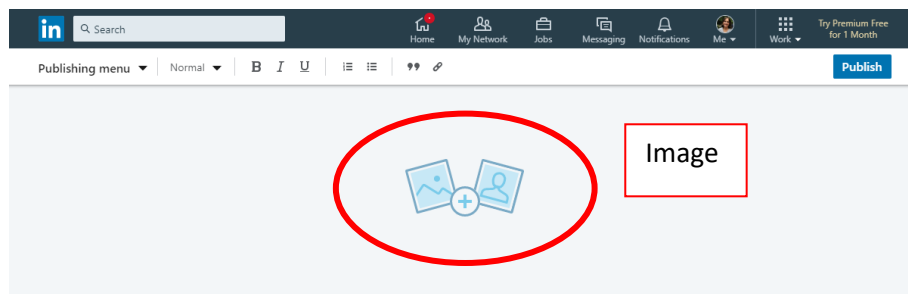 in Search Home My Network Jobs Messaging Notifications Me Work Try Premium Free
for 1 Month
Publishing menu Normal B I U Publish
Image